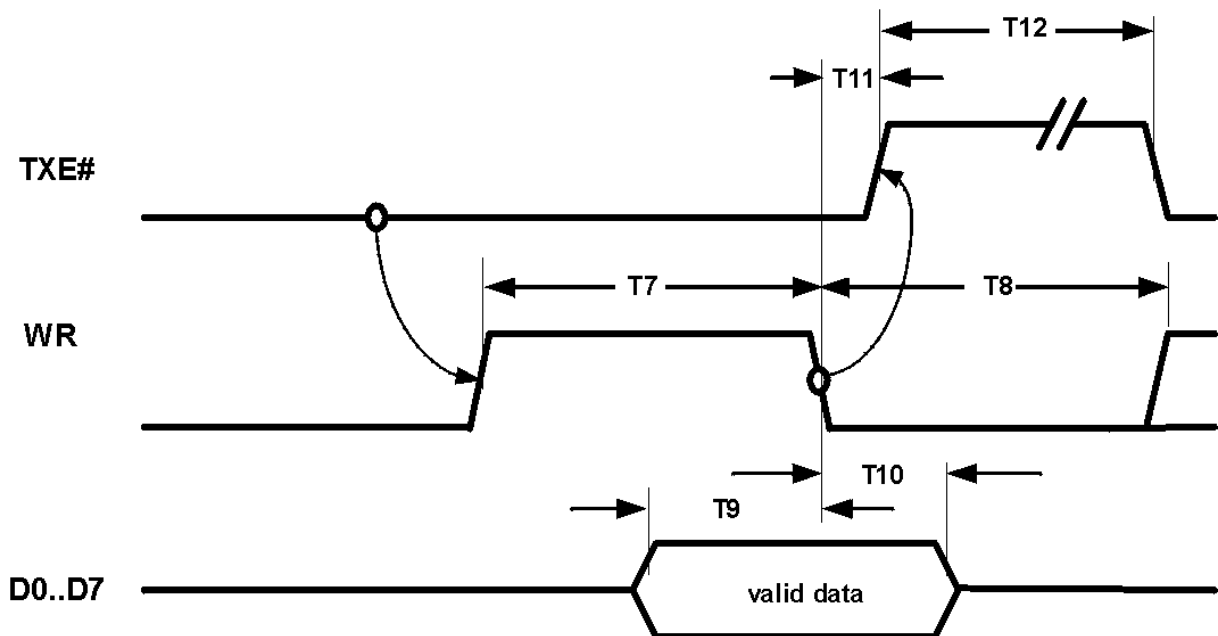 T12
T11
TXE#
T7
T8
WR
T10
T9
D0..D7
valid data